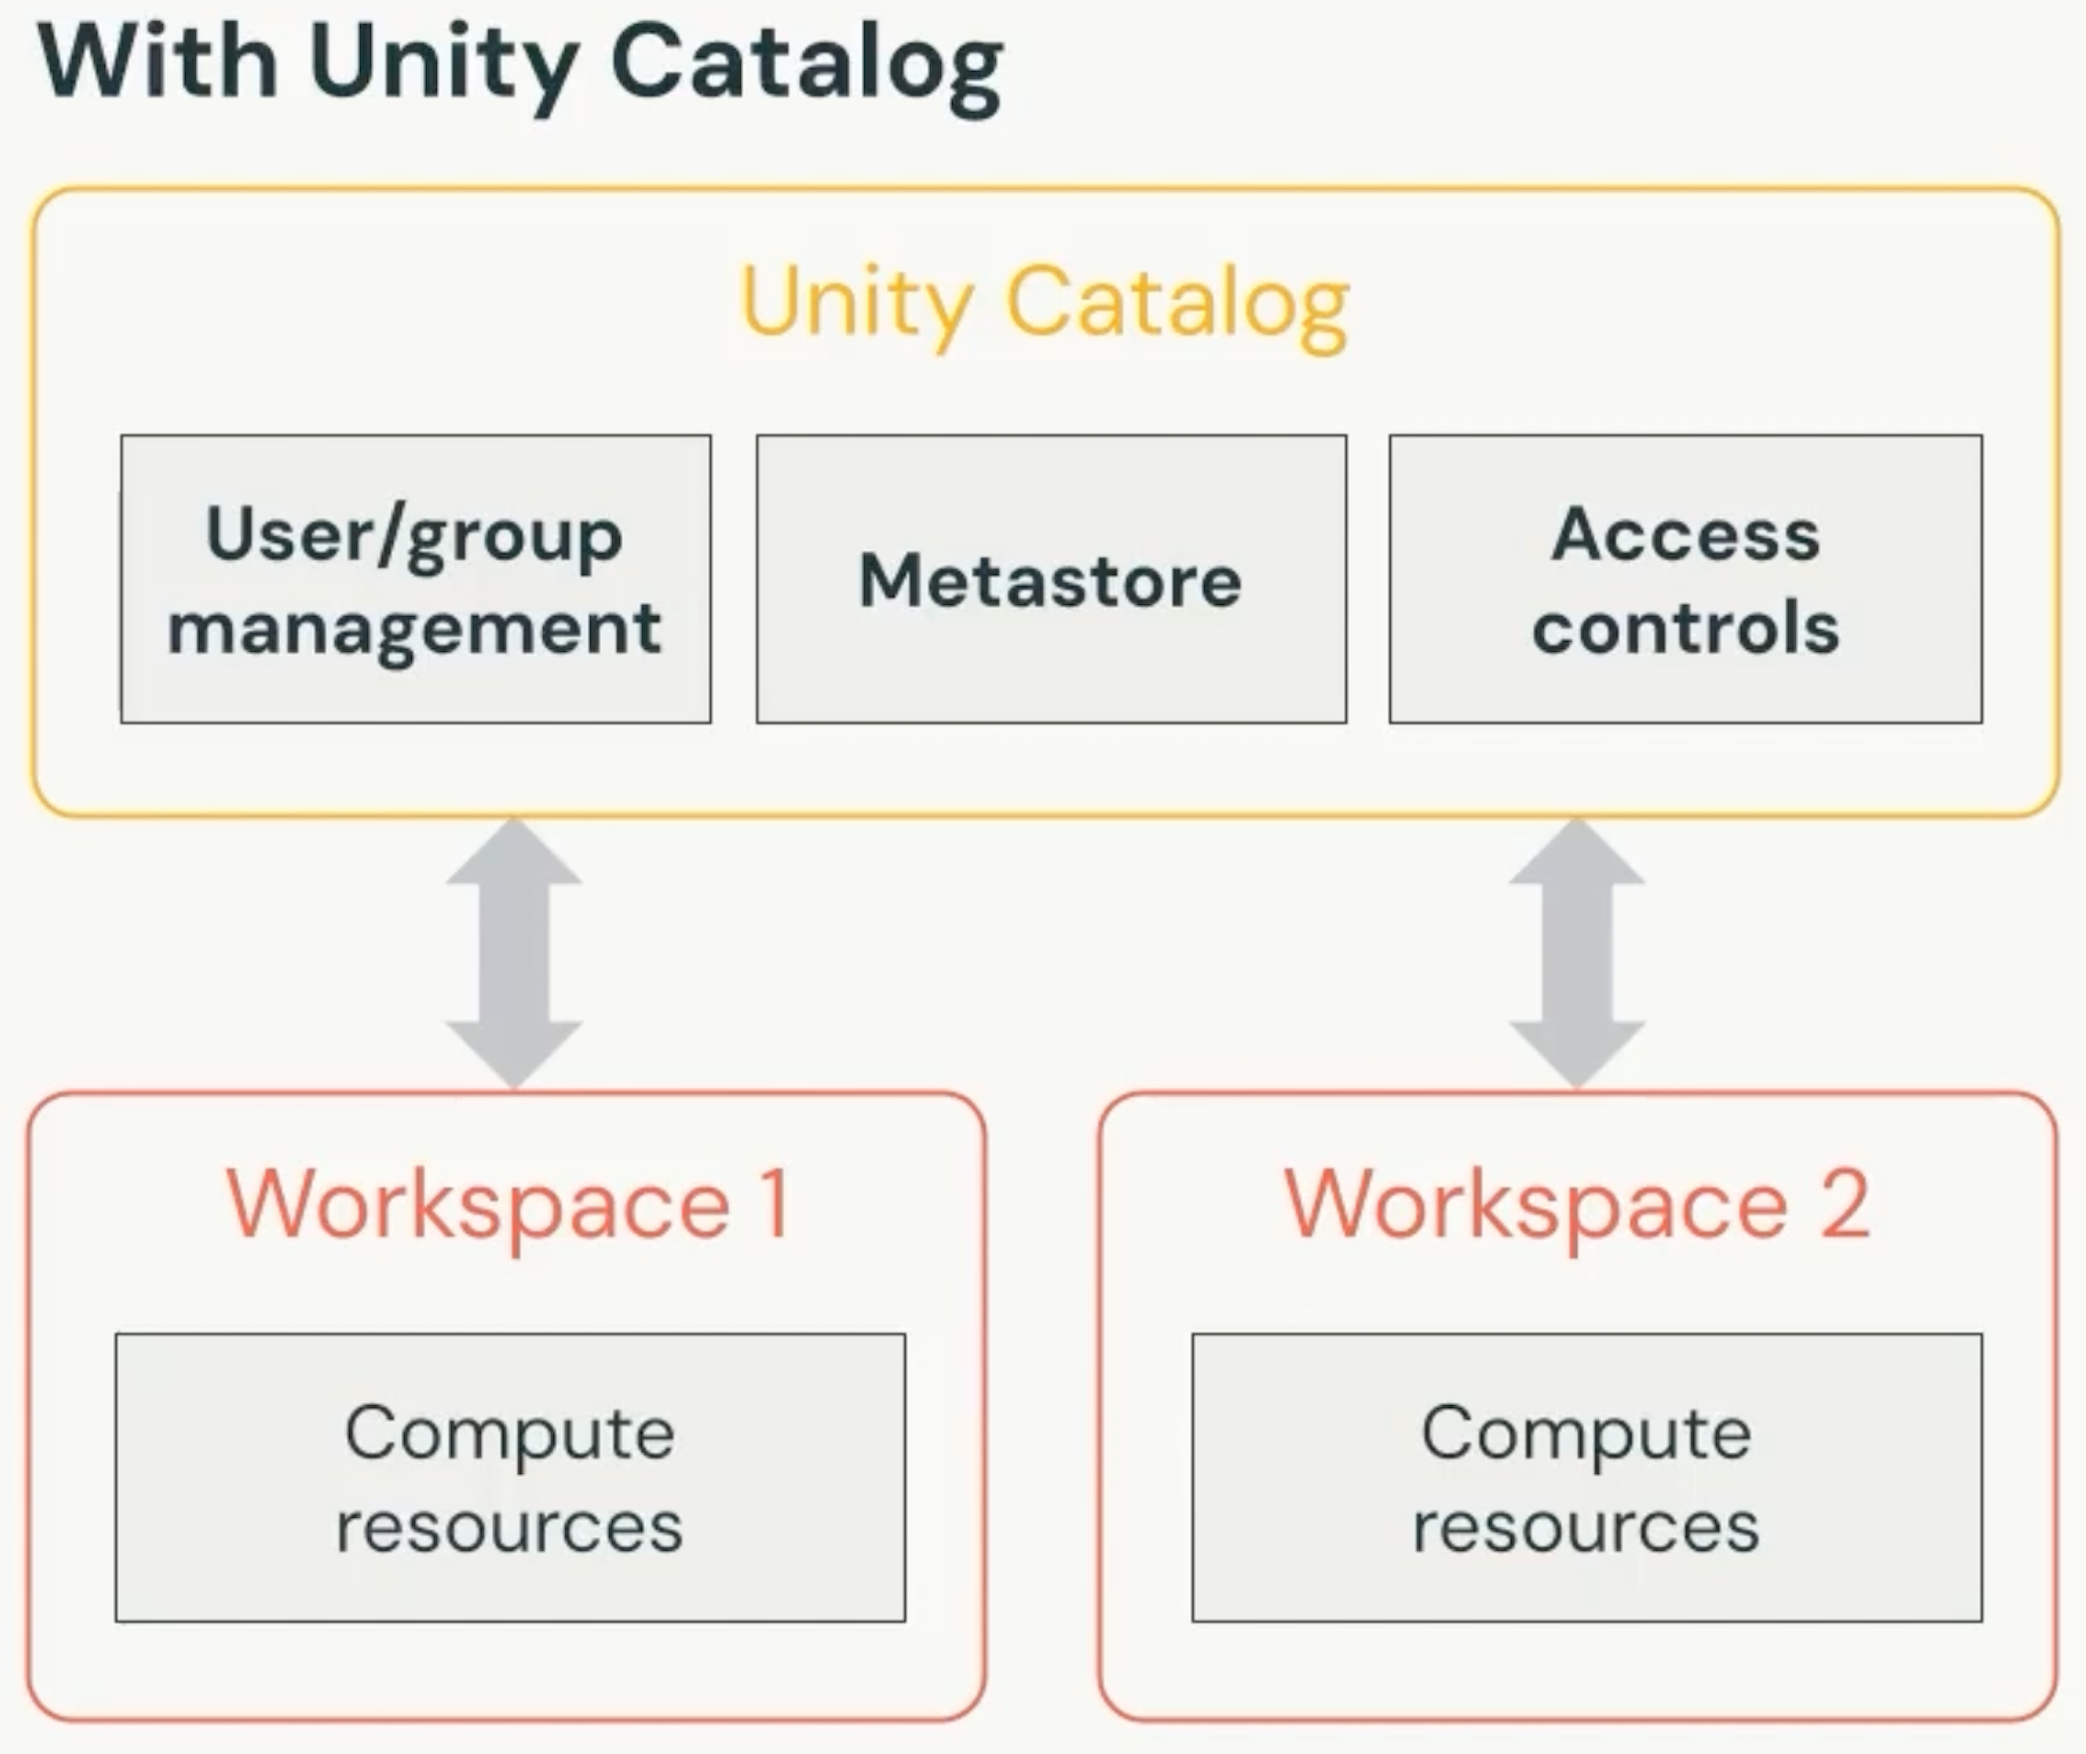 With Unity Catalog
Unity Catalog
User/group
management
Metastore
Access
controls
Workspace 1
Compute
resources
Workspace 2
Compute
resources